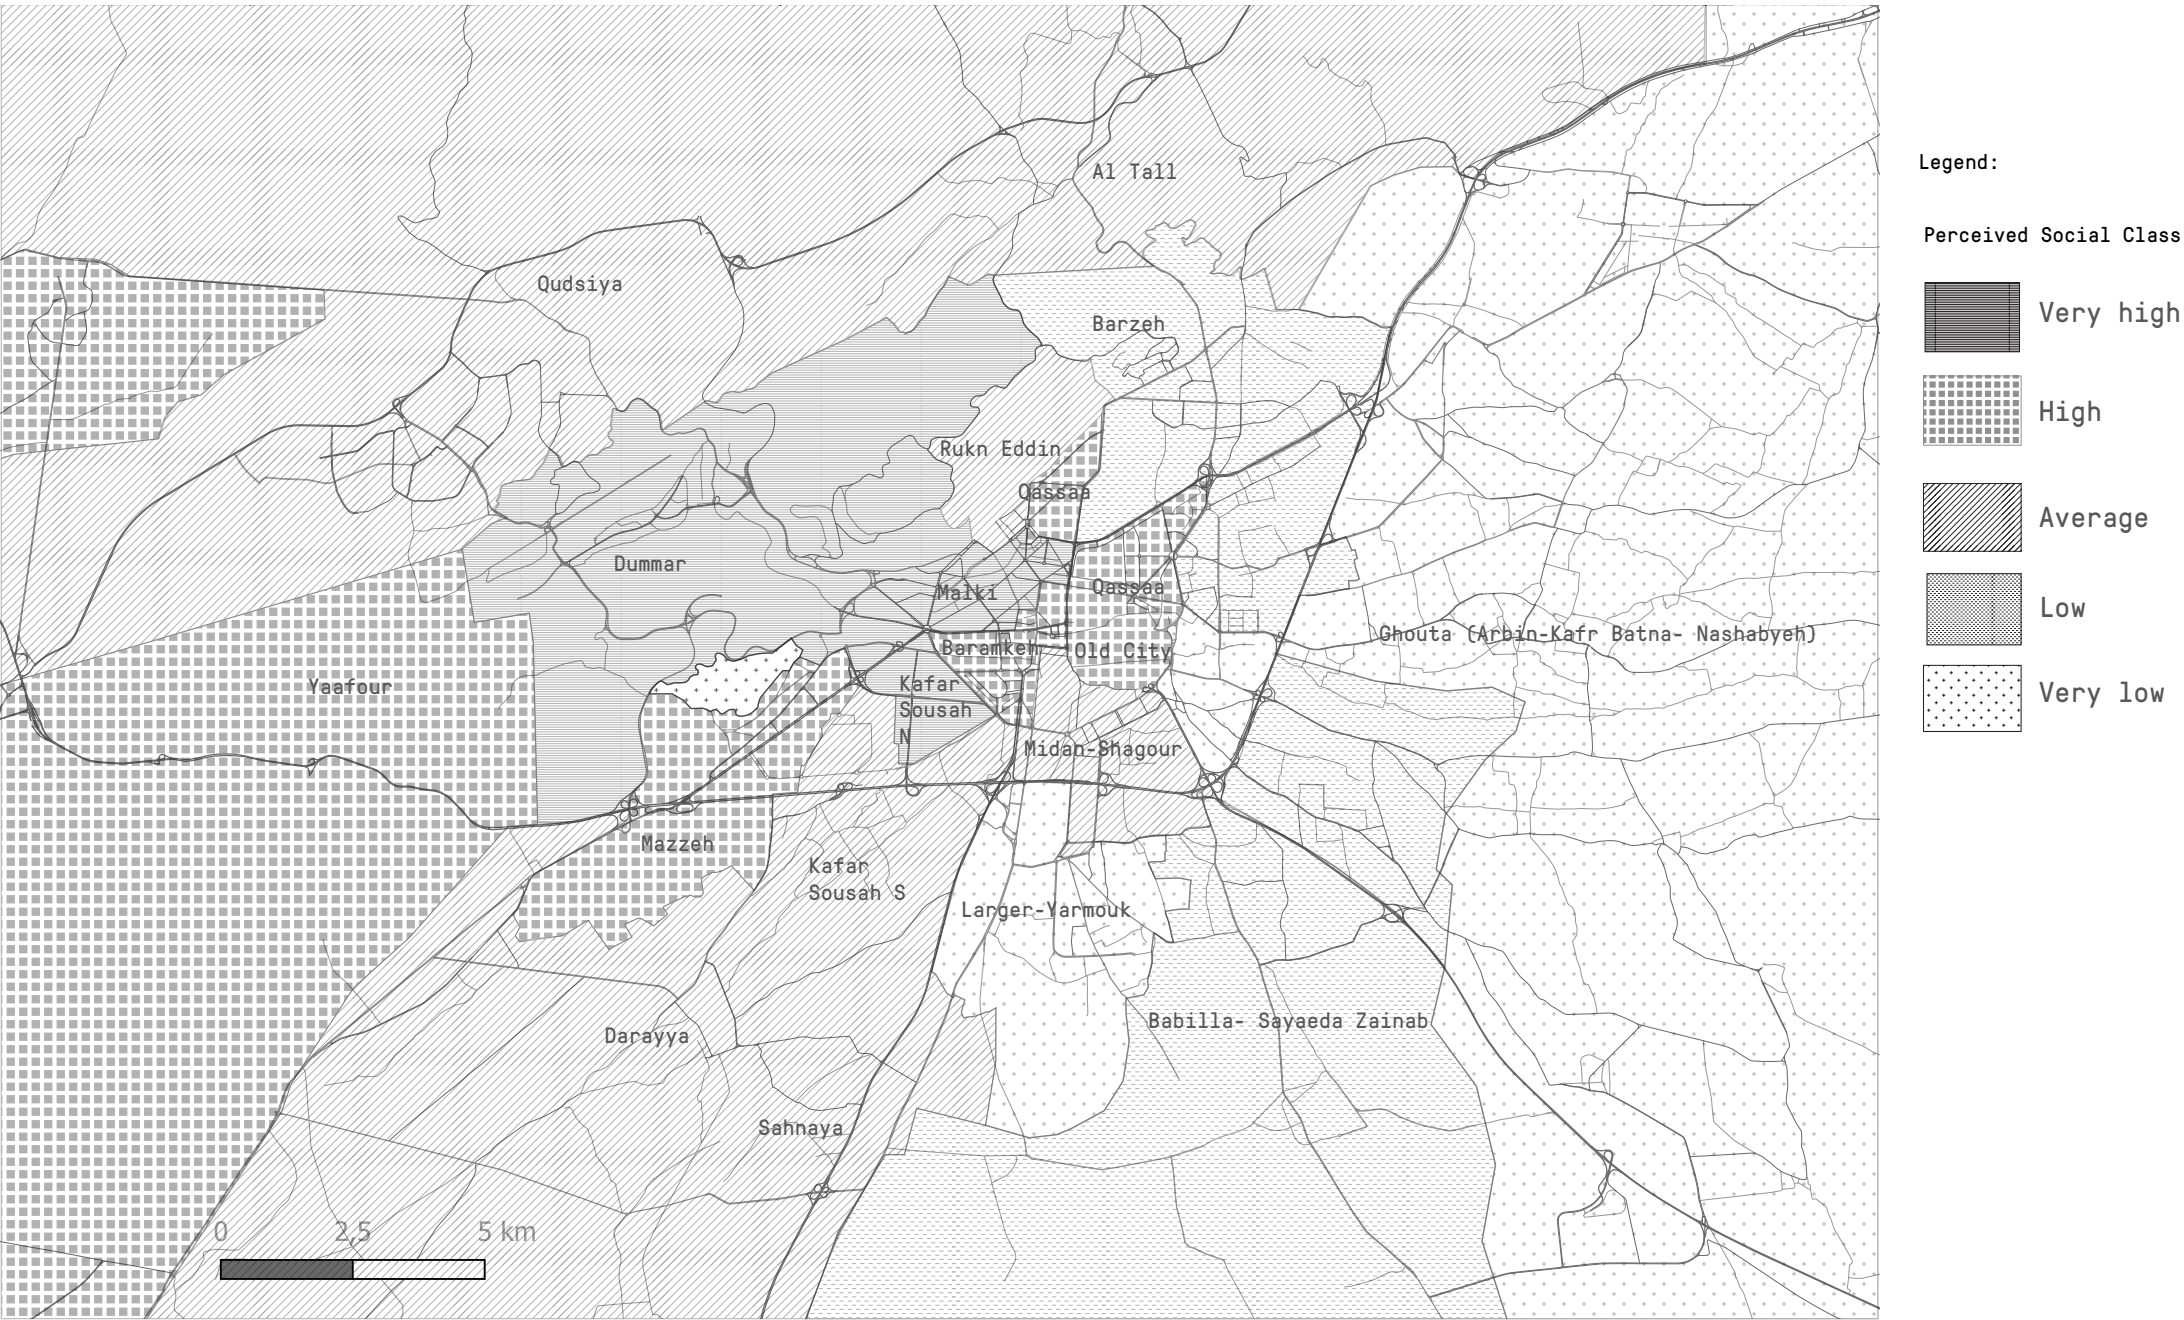 Legend:
Perceived Social Class
Very high
High
Average
Low
Very low
Al Tall
Qudsiya
Barzeh
Rukn Eddin
Qassaa
Dummar
Malki
Qassaa
Ghouta (Arbin-Kafr Batna- Nashabyeh)
Baramkeh
Old City
Yaafour
Kafar
Sousah
N
Midan-Shagour
Mazzeh
Kafar
Sousah S
Larger-Yarmouk
Babilla- Sayaeda Zainab
Darayya
Sahnaya
0 2,5 5 km